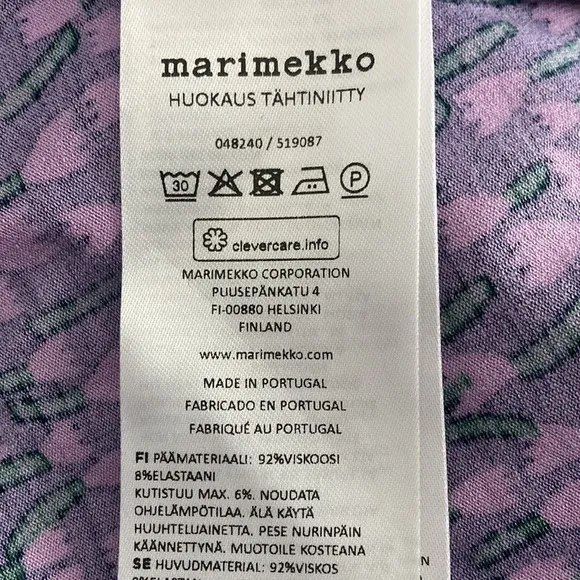 marimekko
HUOKAUS TÄHTINIITTY
048240 / 519087
30 P
clevercare.info
MARIMEKKO CORPORATION
PUUSEPÄNKATU 4
FI-00880 HELSINKI
FINLAND
www.marimekko.com
MADE IN PORTUGAL
FABRICADO EN PORTUGAL
FABRIQUÉ AU PORTUGAL
FI PÄÄMATERIAALI: 92%VISKOOSI
8%ELASTAANI
KUTISTUU MAX. 6%. NOUDATA
OHJELÄMPÖTILAA. ÄLÄ KÄYTÄ
HUUHTELUAINETTA. PESE NURINPÄIN
KÄÄNNETTYNÄ. MUOTOILE KOSTEANA
SE HUVUDMATERIAL: 92%VISKOS
N